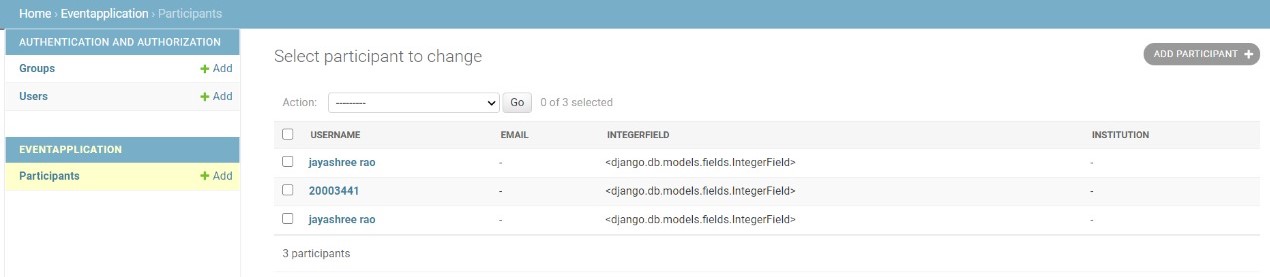 Home › Eventapplication › Participants
AUTHENTICATION AND AUTHORIZATION
Groups + Add
Users + Add
EVENTAPPLICATION
Participants + Add
Select participant to change
ADD PARTICIPANT +
Action: --------- Go 0 of 3 selected
USERNAME EMAIL INTEGERFIELD INSTITUTION
jayashree rao - <django.db.models.fields.IntegerField> -
20003441 - <django.db.models.fields.IntegerField> -
jayashree rao - <django.db.models.fields.IntegerField> -
3 participants